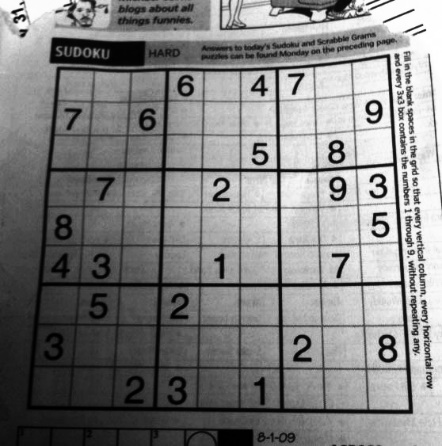 blogs about all
things funnies.
SUDOKU HARD Answers to today's Sudoku and Scrabble Grams
puzzles can be found Monday on the preceding page.
6 4 7
7 6 9
5 8
7 2 9 3
8 5
4 3 1 7
5 2
3 2 8
2 3 1
Fill in the blank spaces in the grid so that every vertical column, every horizontal row
and every 3x3 box contains the numbers 1 through 9, without repeating any.
1 2 3
8-1-09